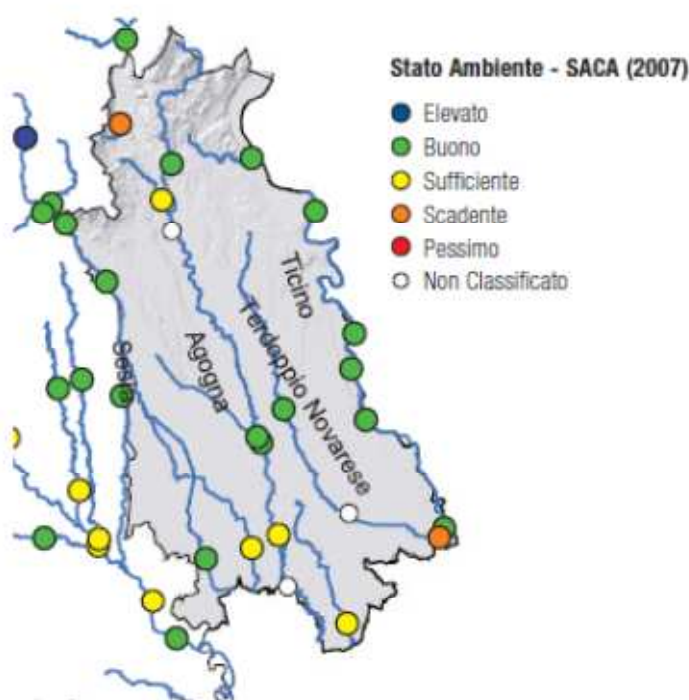 Stato Ambiente - SACA (2007)
Elevato
Buono
Sufficiente
Scadente
Pessimo
Non Classificato
Ticino
Terdoppio Novarese
Agogna
Sesia